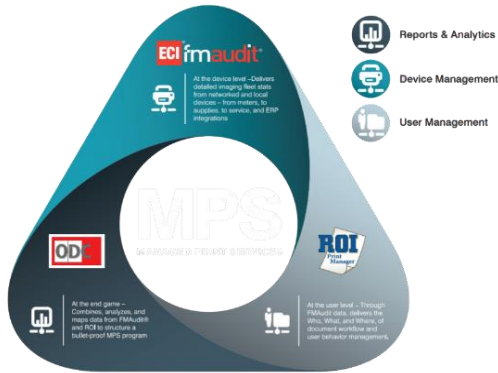 ECI fmaudit®
At the device level –Delivers
detailed imaging fleet stats
from networked and local
devices – from meters, to
supplies, to service, and ERP
integrations
Reports & Analytics
Device Management
User Management
MPS
MANAGED PRINT SERVICES
ODC
At the end game –
Combines, analyzes, and
maps data from FMAudit®
and ROI to structure a
bullet-proof MPS program
ROI
Print
Manager
At the user level – Through
FMAudit data, delivers the
Who, What, and Where, of
document workflow and
user behavior management.